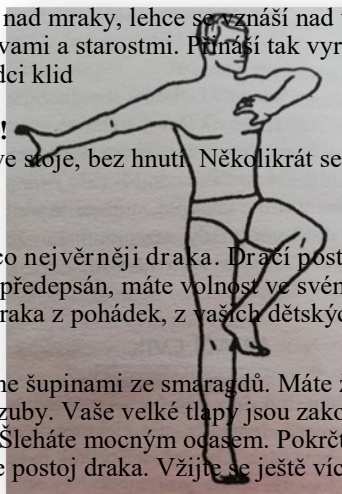 nad mraky, lehce se vznáší nad
vami a starostmi. Přináší tak vyr
dci klid
!
ve stoje, bez hnutí. Několikrát se
co nejvěrněji draka. Dračí post
předepsán, máte volnost ve svém
raka z pohádek, z vašich dětskýc
ne šupinami ze smaragdů. Máte ž
zuby. Vaše velké tlapy jsou zako
Šleháte mocným ocasem. Pokrčt
e postoj draka. Vžijte se ještě víc